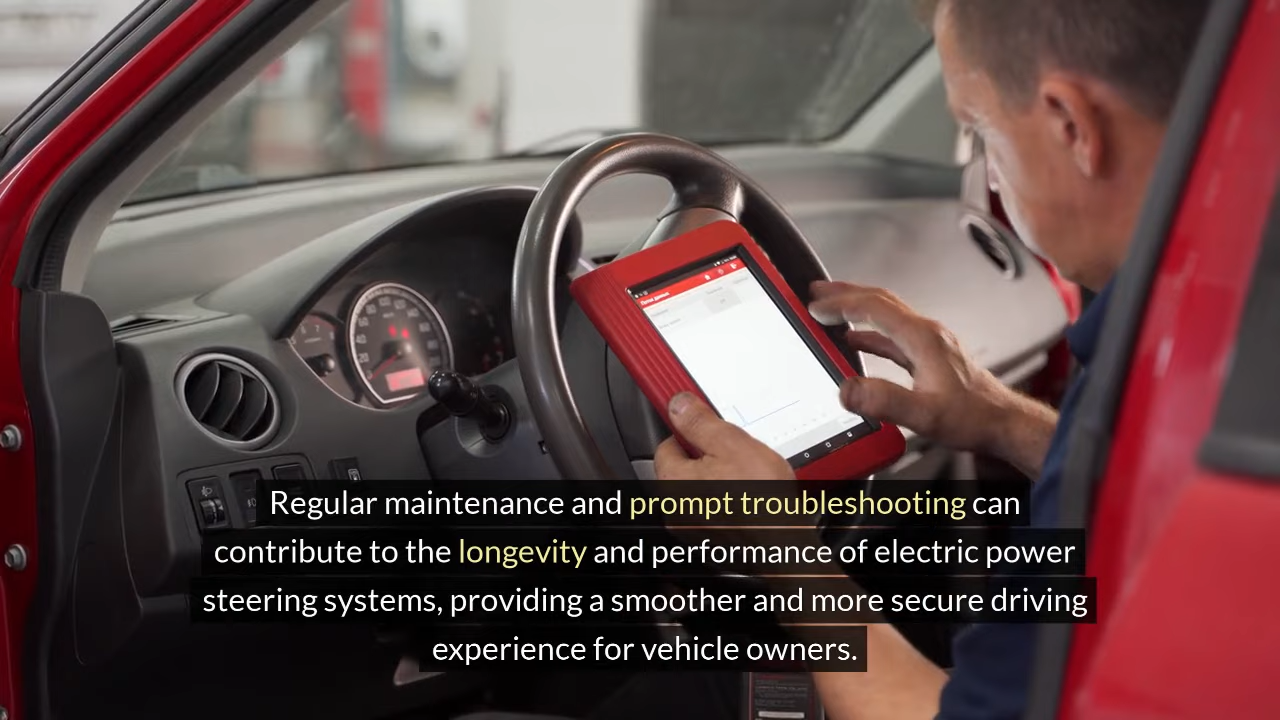 Regular maintenance and prompt troubleshooting can
contribute to the longevity and performance of electric power
steering systems, providing a smoother and more secure driving
experience for vehicle owners.